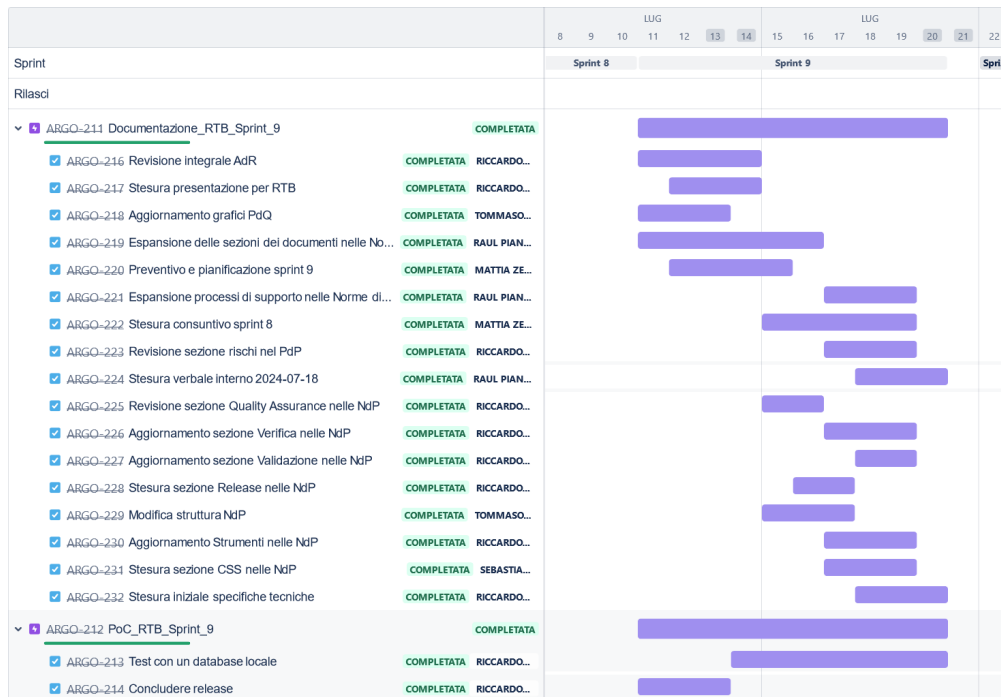 LUG LUG
8 9 10 11 12 13 14 15 16 17 18 19 20 21 22
Sprint Sprint 8 Sprint 9 Spri
Rilasci
ARGO-211 Documentazione_RTB_Sprint_9 COMPLETATA
ARGO-216 Revisione integrale AdR COMPLETATA RICCARDO...
ARGO-217 Stesura presentazione per RTB COMPLETATA RICCARDO...
ARGO-218 Aggiornamento grafici PdQ COMPLETATA TOMMASO...
ARGO-219 Espansione delle sezioni dei documenti nelle No... COMPLETATA RAUL PIAN...
ARGO-220 Preventivo e pianificazione sprint 9 COMPLETATA MATTIA ZE...
ARGO-221 Espansione processi di supporto nelle Norme di... COMPLETATA RAUL PIAN...
ARGO-222 Stesura consuntivo sprint 8 COMPLETATA MATTIA ZE...
ARGO-223 Revisione sezione rischi nel PdP COMPLETATA RICCARDO...
ARGO-224 Stesura verbale interno 2024-07-18 COMPLETATA RAUL PIAN...
ARGO-225 Revisione sezione Quality Assurance nelle NdP COMPLETATA RICCARDO...
ARGO-226 Aggiornamento sezione Verifica nelle NdP COMPLETATA RICCARDO...
ARGO-227 Aggiornamento sezione Validazione nelle NdP COMPLETATA RICCARDO...
ARGO-228 Stesura sezione Release nelle NdP COMPLETATA RICCARDO...
ARGO-229 Modifica struttura NdP COMPLETATA TOMMASO...
ARGO-230 Aggiornamento Strumenti nelle NdP COMPLETATA RICCARDO...
ARGO-231 Stesura sezione CSS nelle NdP COMPLETATA SEBASTIA...
ARGO-232 Stesura iniziale specifiche tecniche COMPLETATA RICCARDO...
ARGO-212 PoC_RTB_Sprint_9 COMPLETATA
ARGO-213 Test con un database locale COMPLETATA RICCARDO...
ARGO-214 Concludere release COMPLETATA RICCARDO...